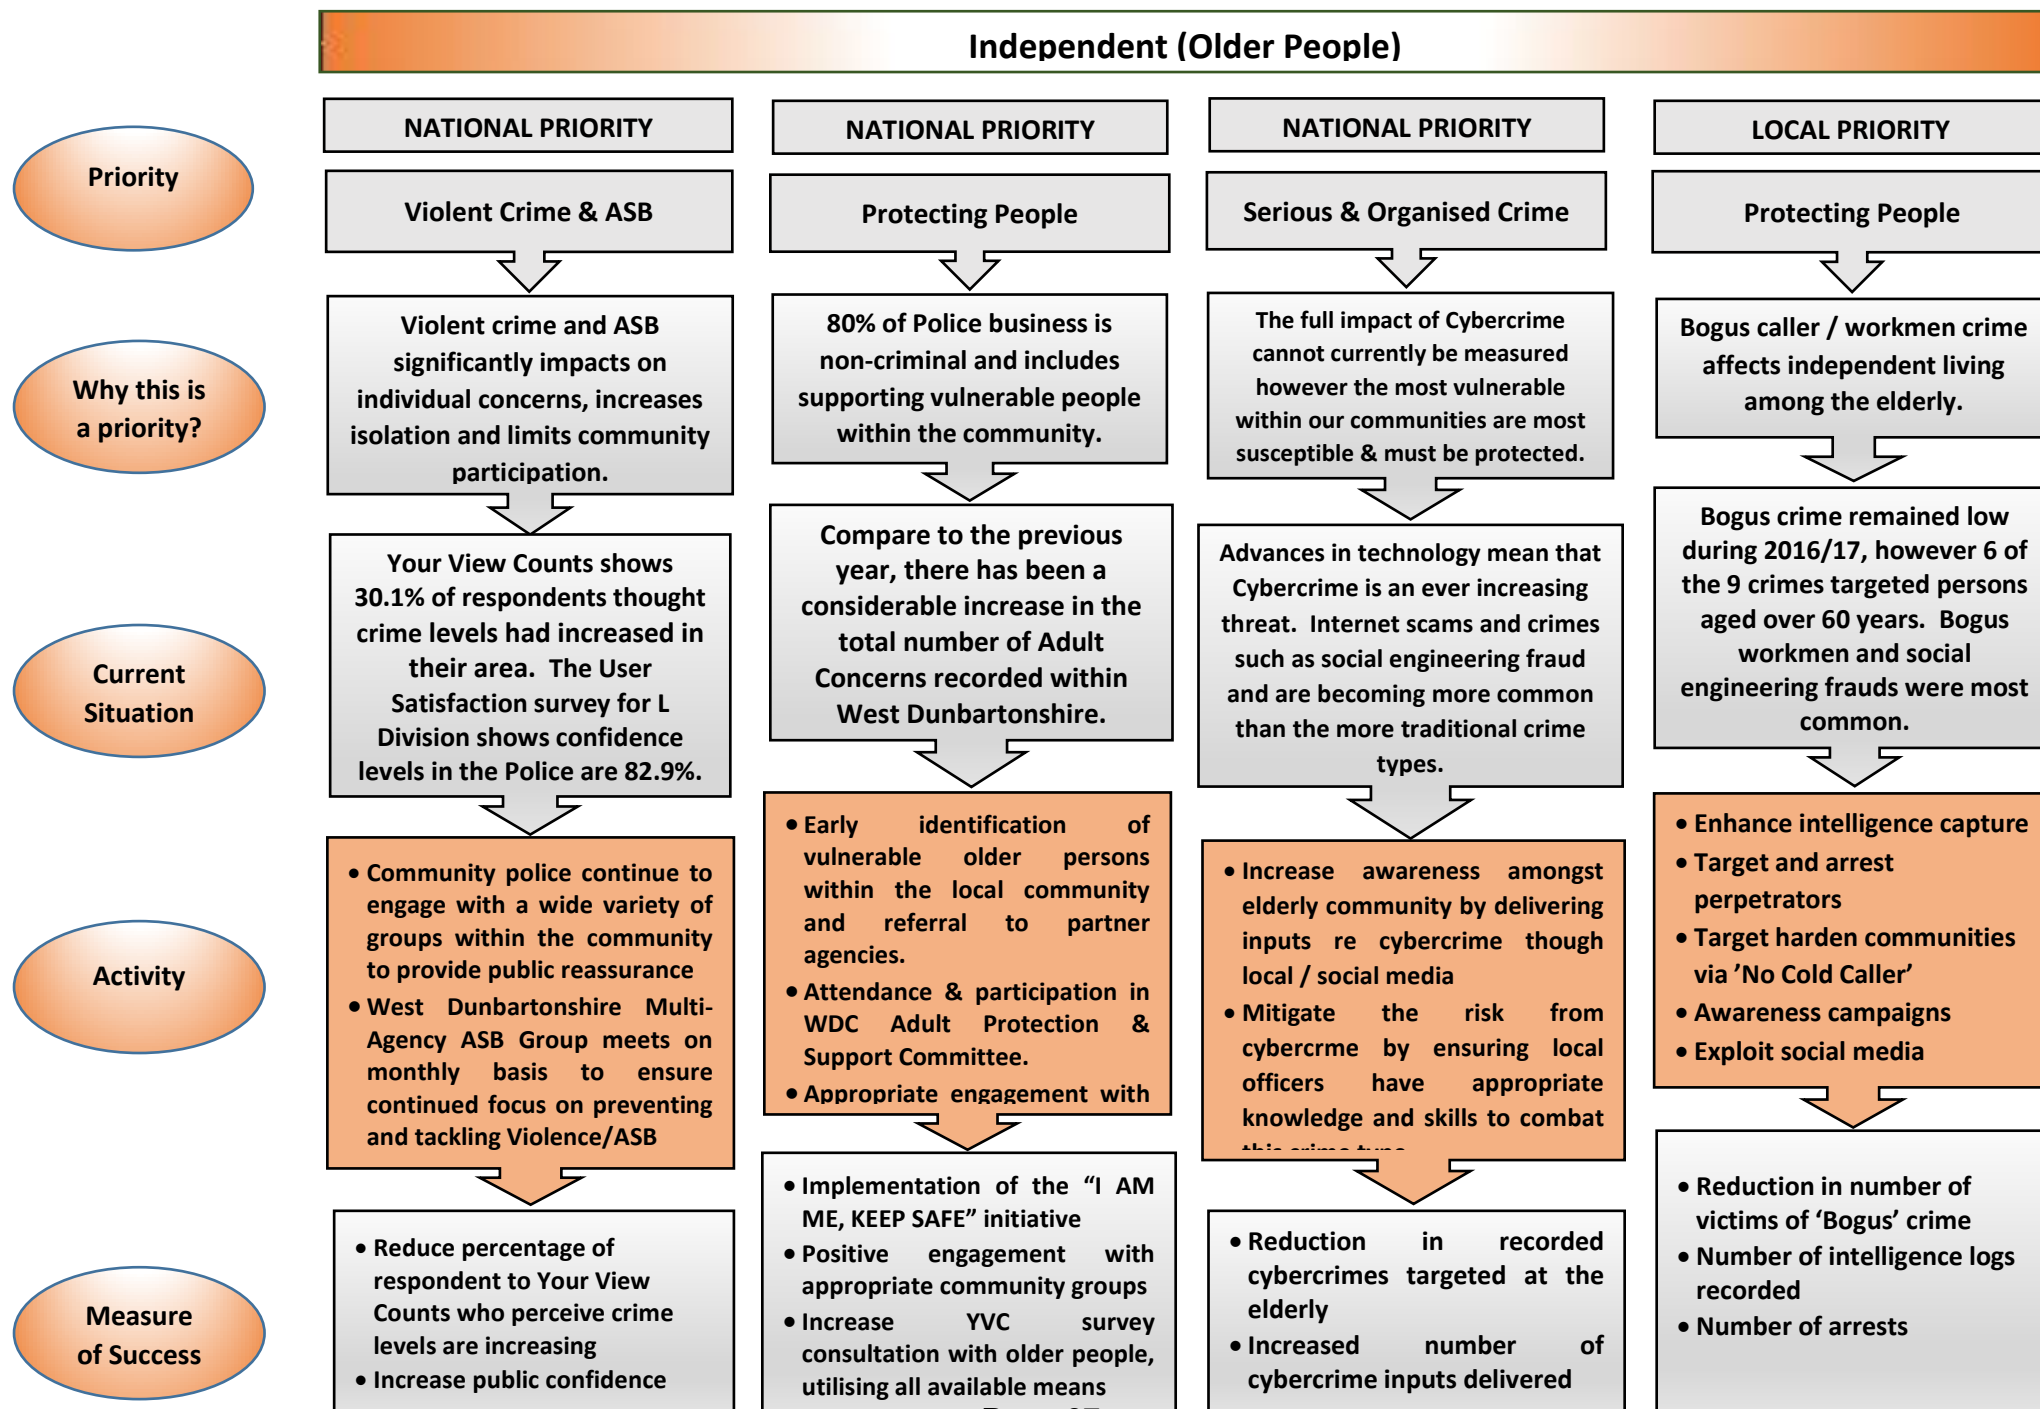 Independent (Older People)
Priority
NATIONAL PRIORITY
Violent Crime & ASB
NATIONAL PRIORITY
Protecting People
NATIONAL PRIORITY
Serious & Organised Crime
LOCAL PRIORITY
Protecting People
Why this is
a priority?
Violent crime and ASB
significantly impacts on
individual concerns, increases
isolation and limits community
participation.
80% of Police business is
non-criminal and includes
supporting vulnerable people
within the community.
The full impact of Cybercrime
cannot currently be measured
however the most vulnerable
within our communities are most
susceptible & must be protected.
Bogus caller / workmen crime
affects independent living
among the elderly.
Current
Situation
Your View Counts shows
30.1% of respondents thought
crime levels had increased in
their area.  The User
Satisfaction survey for L
Division shows confidence
levels in the Police are 82.9%.
Compare to the previous
year, there has been a
considerable increase in the
total number of Adult
Concerns recorded within
West Dunbartonshire.
Advances in technology mean that
Cybercrime is an ever increasing
threat.  Internet scams and crimes
such as social engineering fraud
and are becoming more common
than the more traditional crime
types.
Bogus crime remained low
during 2016/17, however 6 of
the 9 crimes targeted persons
aged over 60 years.  Bogus
workmen and social
engineering frauds were most
common.
Activity
• Community police continue to
engage with a wide variety of
groups within the community
to provide public reassurance
• West Dunbartonshire Multi-
Agency ASB Group meets on
monthly basis to ensure
continued focus on preventing
and tackling Violence/ASB
• Early identification of
vulnerable older persons
within the local community
and referral to partner
agencies.
• Attendance & participation in
WDC Adult Protection &
Support Committee.
• Appropriate engagement with
• Increase awareness amongst
elderly community by delivering
inputs re cybercrime though
local / social media
• Mitigate the risk from
cybercrme by ensuring local
officers have appropriate
knowledge and skills to combat
this crime type
• Enhance intelligence capture
• Target and arrest
perpetrators
• Target harden communities
via ’No Cold Caller’
• Awareness campaigns
• Exploit social media
Measure
of Success
• Reduce percentage of
respondent to Your View
Counts who perceive crime
levels are increasing
• Increase public confidence
• Implementation of the “I AM
ME, KEEP SAFE” initiative
• Positive engagement with
appropriate community groups
• Increase YVC survey
consultation with older people,
utilising all available means
• Reduction in recorded
cybercrimes targeted at the
elderly
• Increased number of
cybercrime inputs delivered
• Reduction in number of
victims of ‘Bogus’ crime
• Number of intelligence logs
recorded
• Number of arrests